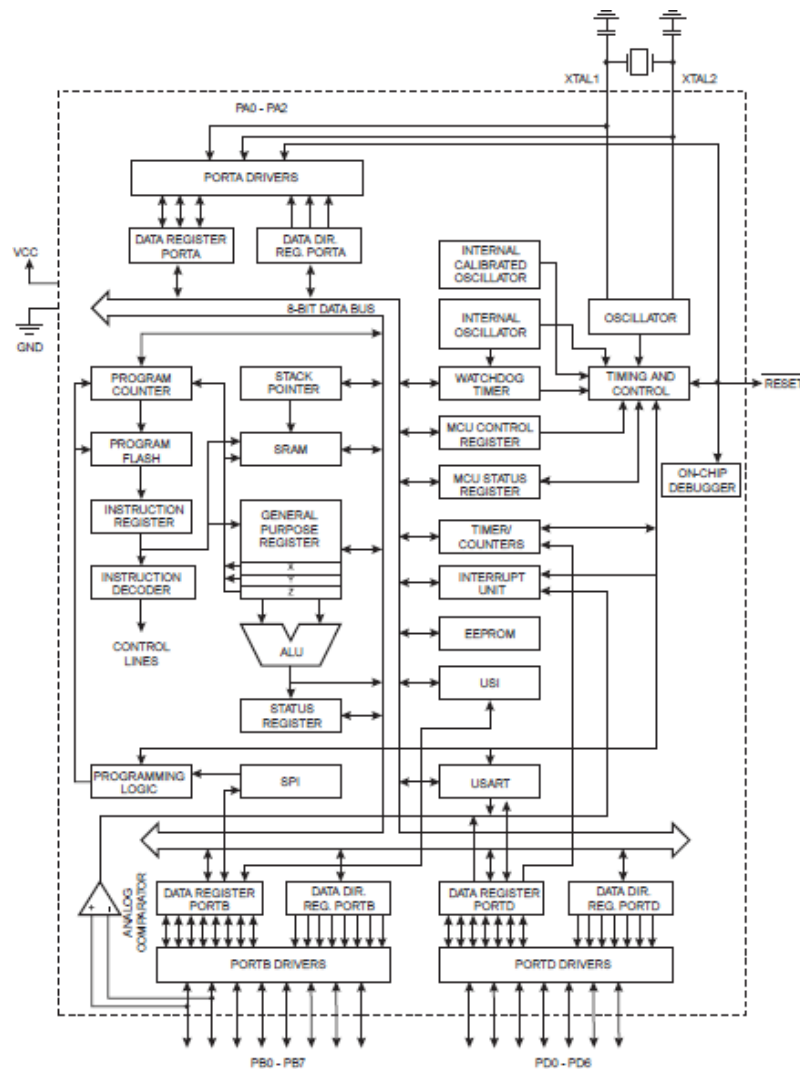 XTAL1
XTAL2
PA0 - PA2
PORTA DRIVERS
DATA REGISTER
PORTA
DATA DIR.
REG. PORTA
VCC
GND
8-BIT DATA BUS
INTERNAL
CALIBRATED
OSCILLATOR
INTERNAL
OSCILLATOR
OSCILLATOR
PROGRAM
COUNTER
STACK
POINTER
WATCHDOG
TIMER
TIMING AND
CONTROL
RESET
PROGRAM
FLASH
SRAM
MCU CONTROL
REGISTER
MCU STATUS
REGISTER
ON-CHIP
DEBUGGER
INSTRUCTION
REGISTER
GENERAL
PURPOSE
REGISTER
X
Y
Z
TIMER/
COUNTERS
INSTRUCTION
DECODER
INTERRUPT
UNIT
CONTROL
LINES
ALU
EEPROM
USI
STATUS
REGISTER
PROGRAMMING
LOGIC
SPI
USART
ANALOG
COMPARATOR
+
-
DATA REGISTER
PORTB
DATA DIR.
REG. PORTB
DATA REGISTER
PORTD
DATA DIR.
REG. PORTD
PORTB DRIVERS
PORTD DRIVERS
PB0 - PB7
PD0 - PD6